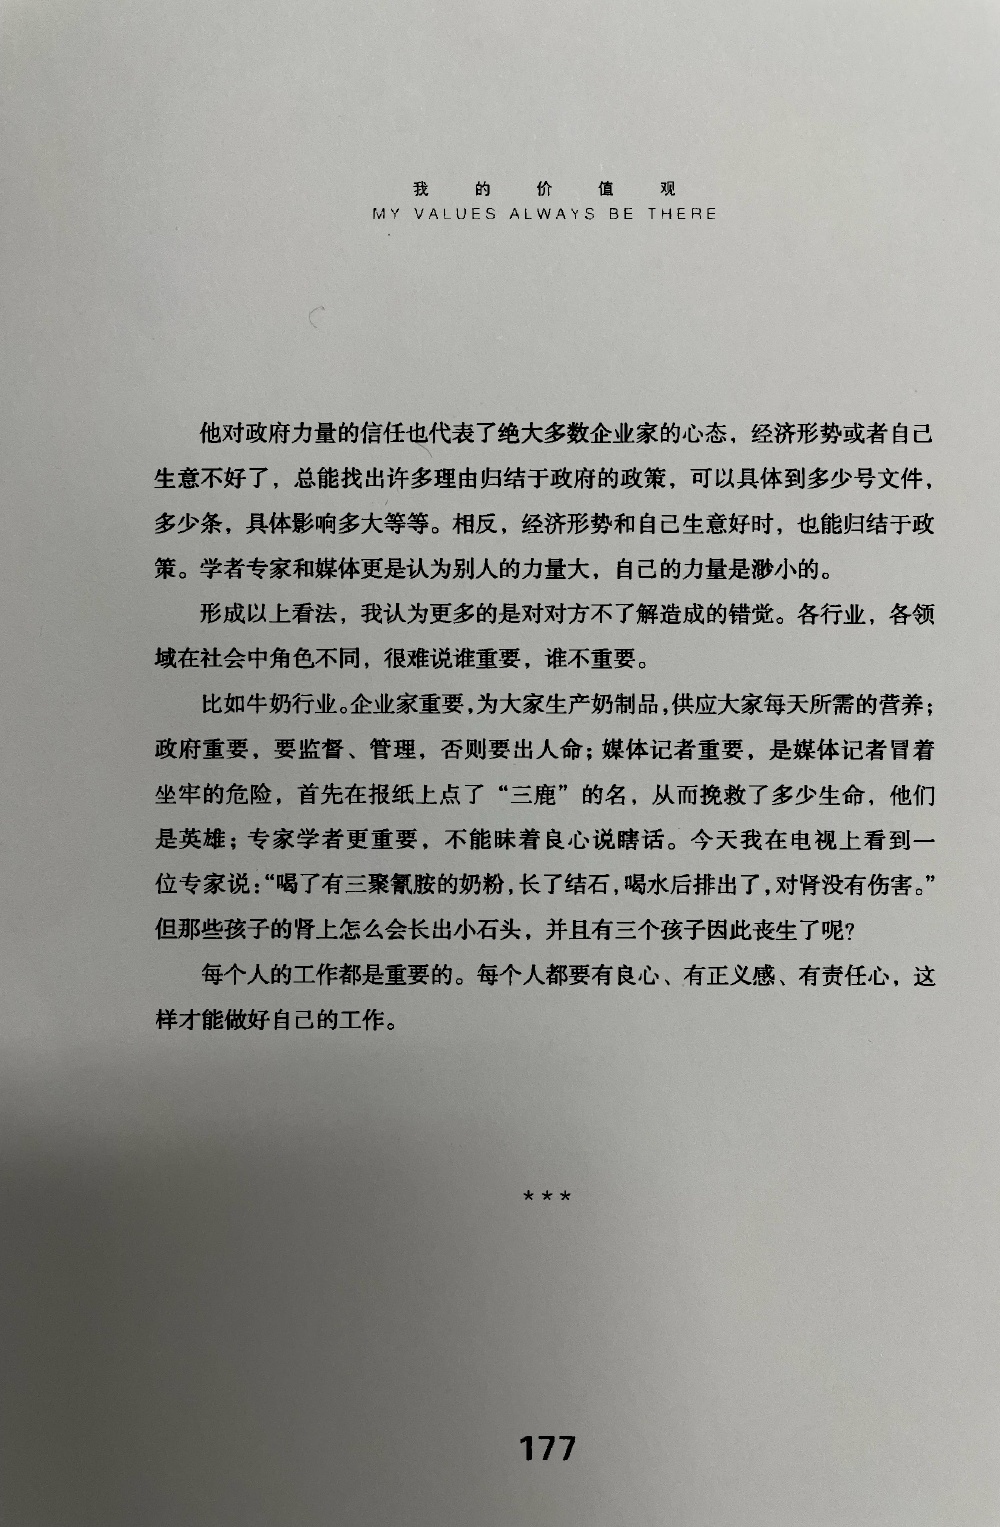 我的价值观
MY VALUES ALWAYS BE THERE
他对政府力量的信任也代表了绝大多数企业家的心态，经济形势或者自己
生意不好了，总能找出许多理由归结于政府的政策，可以具体到多少号文件，
多少条，具体影响多大等等。相反，经济形势和自己生意好时，也能归结于政
策。学者专家和媒体更是认为别人的力量大，自己的力量是渺小的。
形成以上看法，我认为更多的是对对方不了解造成的错觉。各行业，各领
域在社会中角色不同，很难说谁重要，谁不重要。
比如牛奶行业。企业家重要，为大家生产奶制品，供应大家每天所需的营养；
政府重要，要监督、管理，否则要出人命；媒体记者重要，是媒体记者冒着
坐牢的危险，首先在报纸上点了“三鹿”的名，从而挽救了多少生命，他们
是英雄；专家学者更重要，不能昧着良心说瞎话。今天我在电视上看到一
位专家说：“喝了有三聚氰胺的奶粉，长了结石，喝水后排出了，对肾没有伤害。”
但那些孩子的肾上怎么会长出小石头，并且有三个孩子因此丧生了呢？
每个人的工作都是重要的。每个人都要有良心、有正义感、有责任心，这
样才能做好自己的工作。
***
177